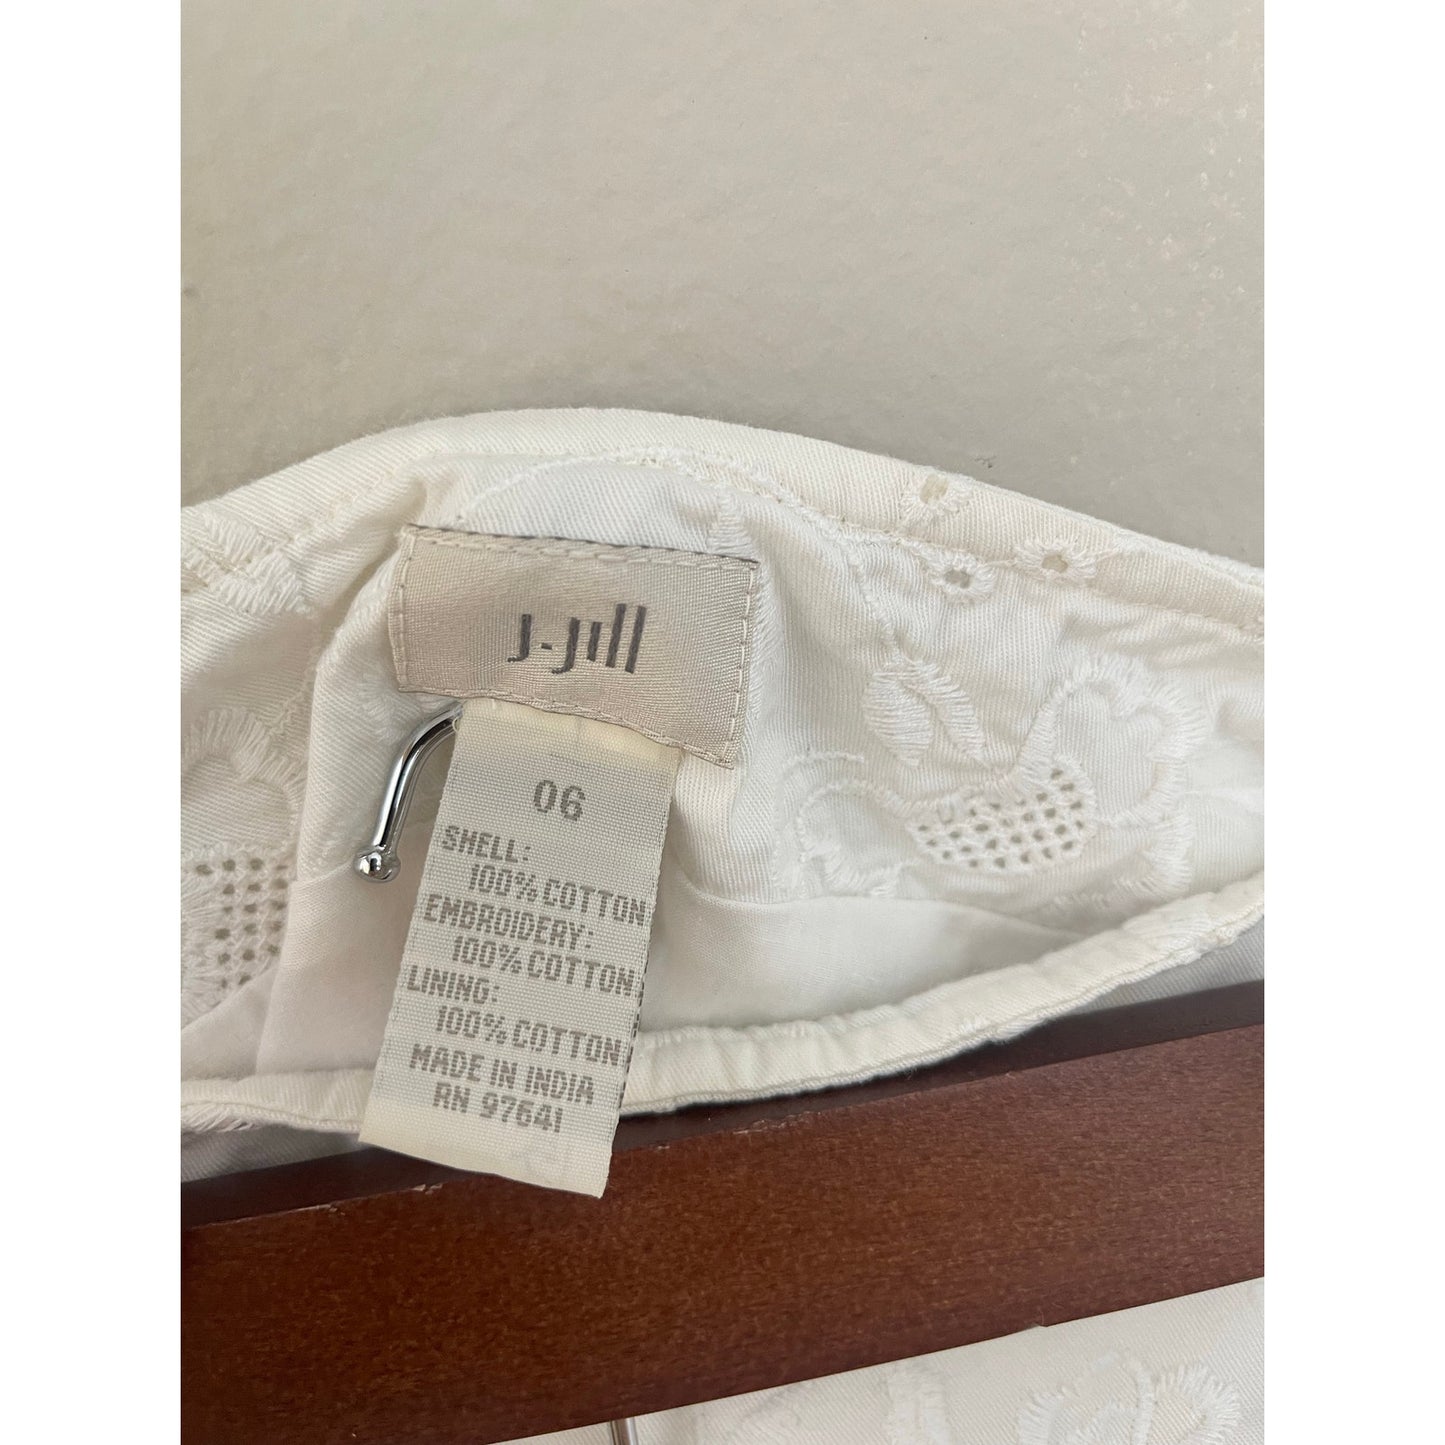 J.Jill
06
SHELL:
100% COTTON
EMBROIDERY:
100% COTTON
LINING:
100% COTTON
MADE IN INDIA
RN 97641